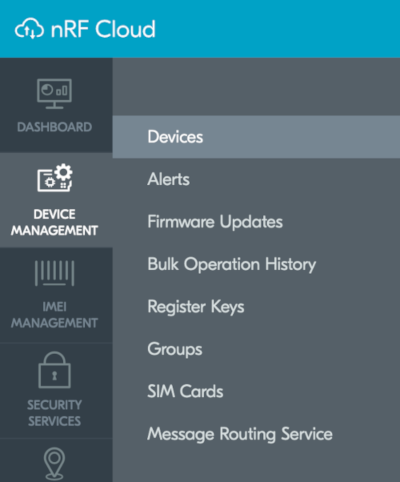 nRF Cloud
DASHBOARD
DEVICE
MANAGEMENT
IMEI
MANAGEMENT
SECURITY
SERVICES
Devices
Alerts
Firmware Updates
Bulk Operation History
Register Keys
Groups
SIM Cards
Message Routing Service